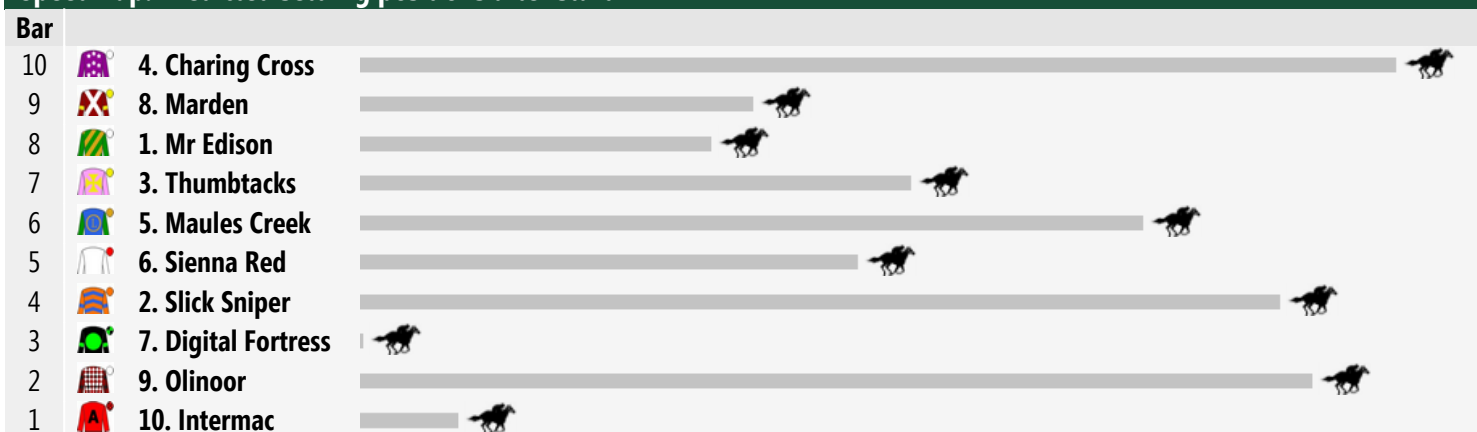 Bar
10 4. Charing Cross
9 8. Marden
8 1. Mr Edison
7 3. Thumbtacks
6 5. Maules Creek
5 6. Sienna Red
4 2. Slick Sniper
3 7. Digital Fortress
2 9. Olinoor
1 A 10. Intermac